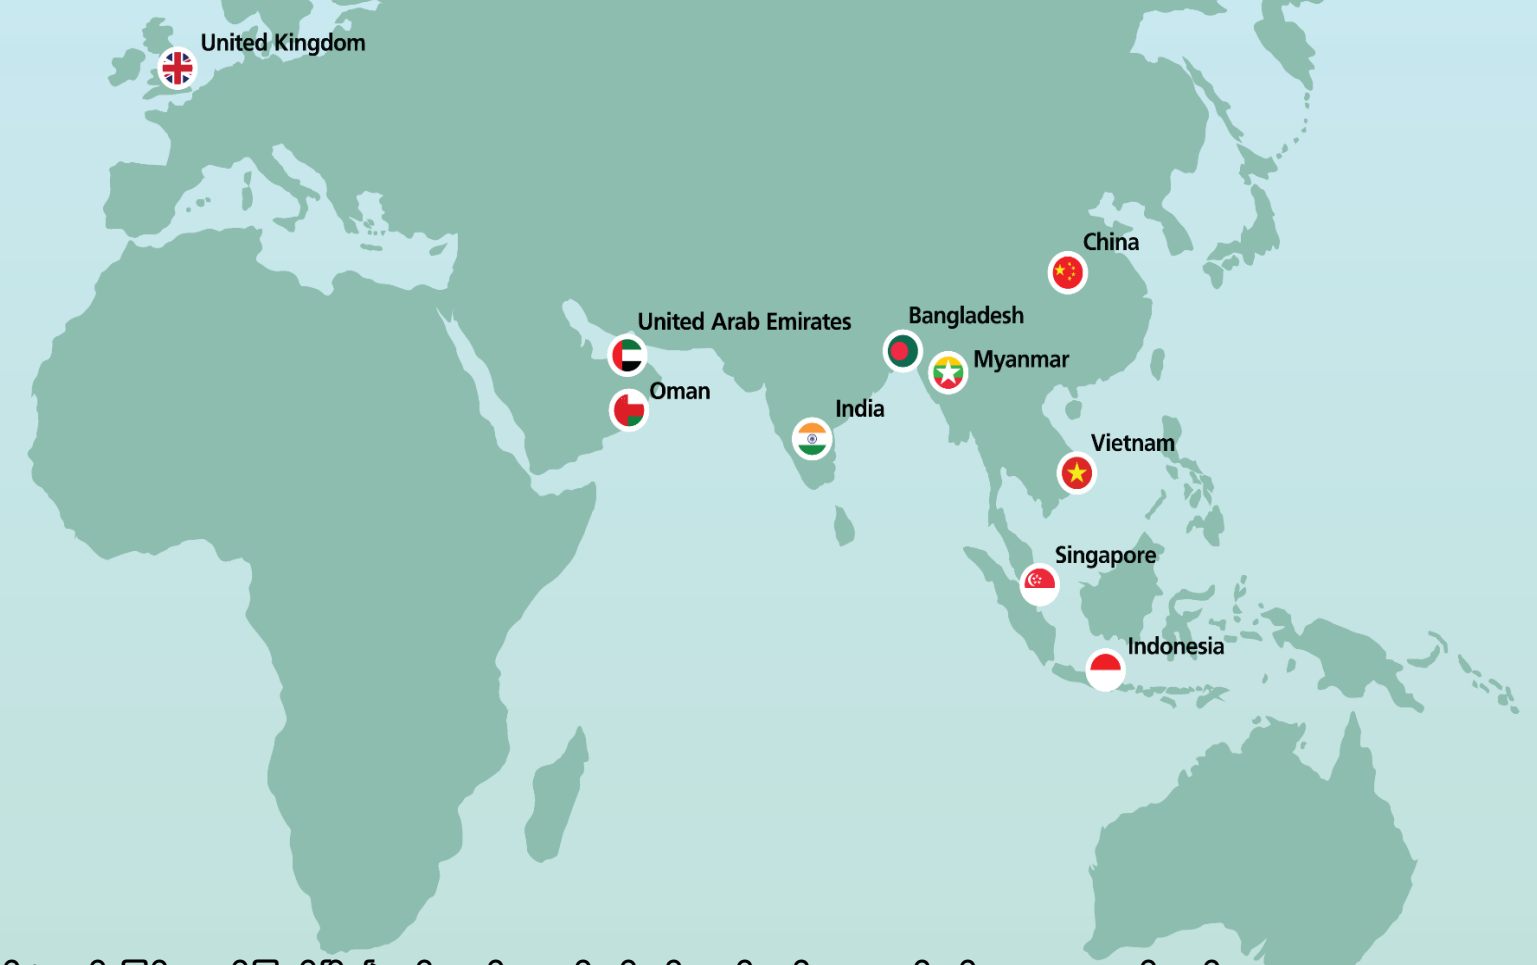 United Kingdom
China
Bangladesh
United Arab Emirates
Myanmar
Oman
India
Vietnam
Singapore
Indonesia